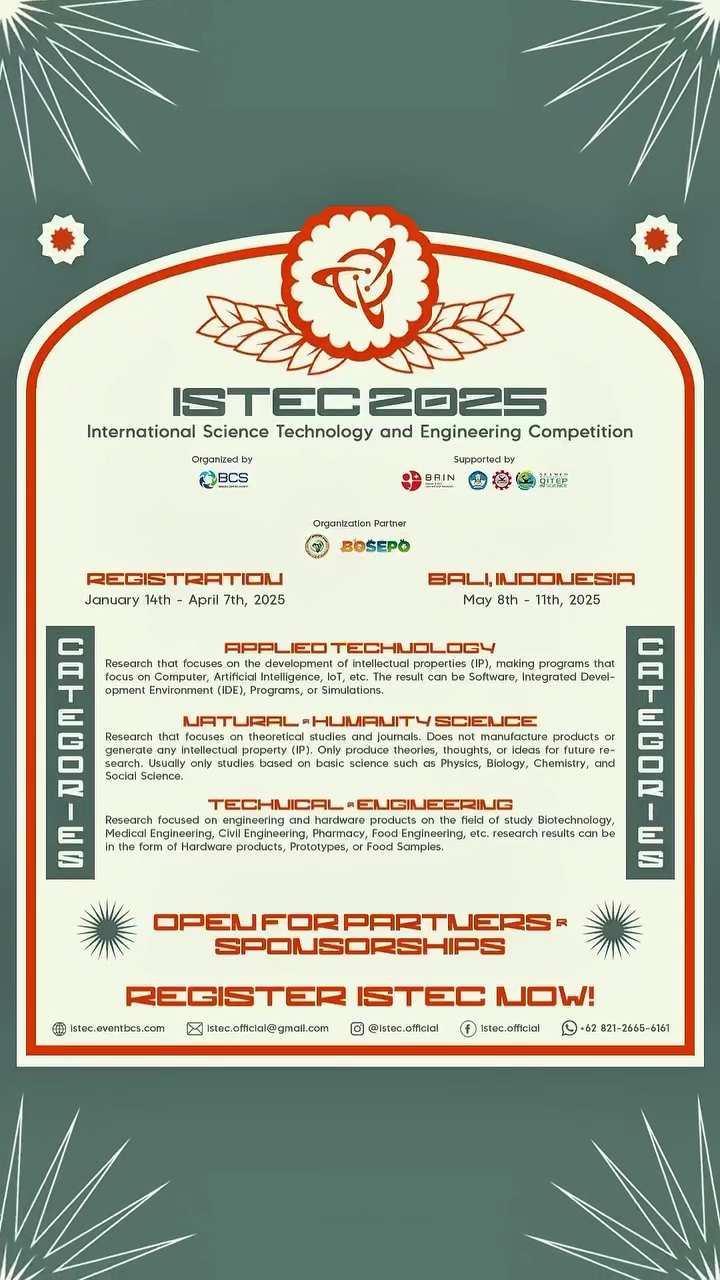 ISTEC 2025
International Science Technology and Engineering Competition
Organized by
Supported by
BCS
BRIN
QITEP
IN SCIENCE
Organization Partner
BOSEPO
REGISTRATION
BALI, INDONESIA
January 14th - April 7th, 2025
May 8th - 11th, 2025
CATEGORIES
CATEGORIES
APPLIED TECHNOLOGY
Research that focuses on the development of intellectual properties (IP), making programs that
focus on Computer, Artificial Intelligence, IoT, etc. The result can be Software, Integrated Devel-
opment Environment (IDE), Programs, or Simulations.
NATURAL & HUMANITY SCIENCE
Research that focuses on theoretical studies and journals. Does not manufacture products or
generate any intellectual property (IP). Only produce theories, thoughts, or ideas for future re-
search. Usually only studies based on basic science such as Physics, Biology, Chemistry, and
Social Science.
TECHNICAL & ENGINEERING
Research focused on engineering and hardware products on the field of study Biotechnology,
Medical Engineering, Civil Engineering, Pharmacy, Food Engineering, etc. research results can be
in the form of Hardware products, Prototypes, or Food Samples.
OPEN FOR PARTNERS &
SPONSORSHIPS
REGISTER ISTEC NOW!
istec.eventbcs.com
istec.official@gmail.com
@istec.official
istec.official
+62 821-2665-6161